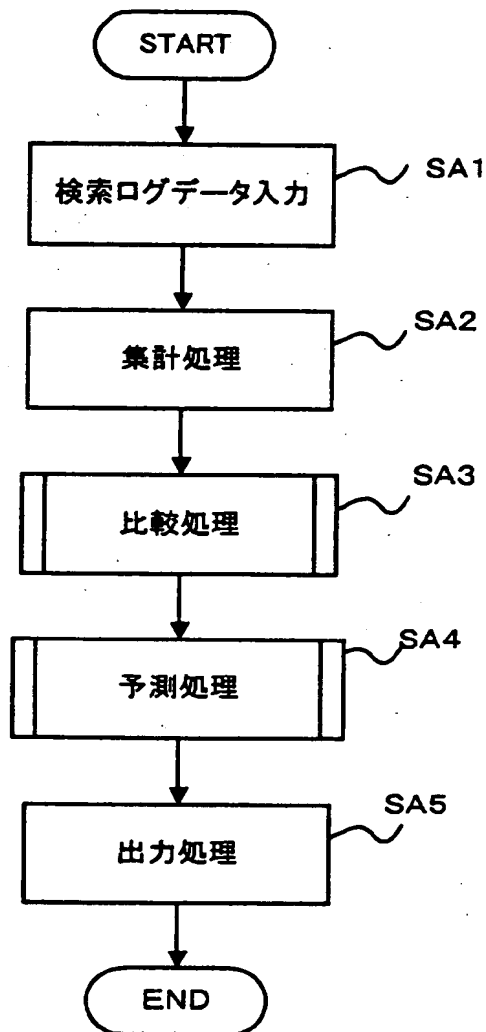 START
検索ログデータ入力
SA1
集計処理
SA2
比較処理
SA3
予測処理
SA4
出力処理
SA5
END